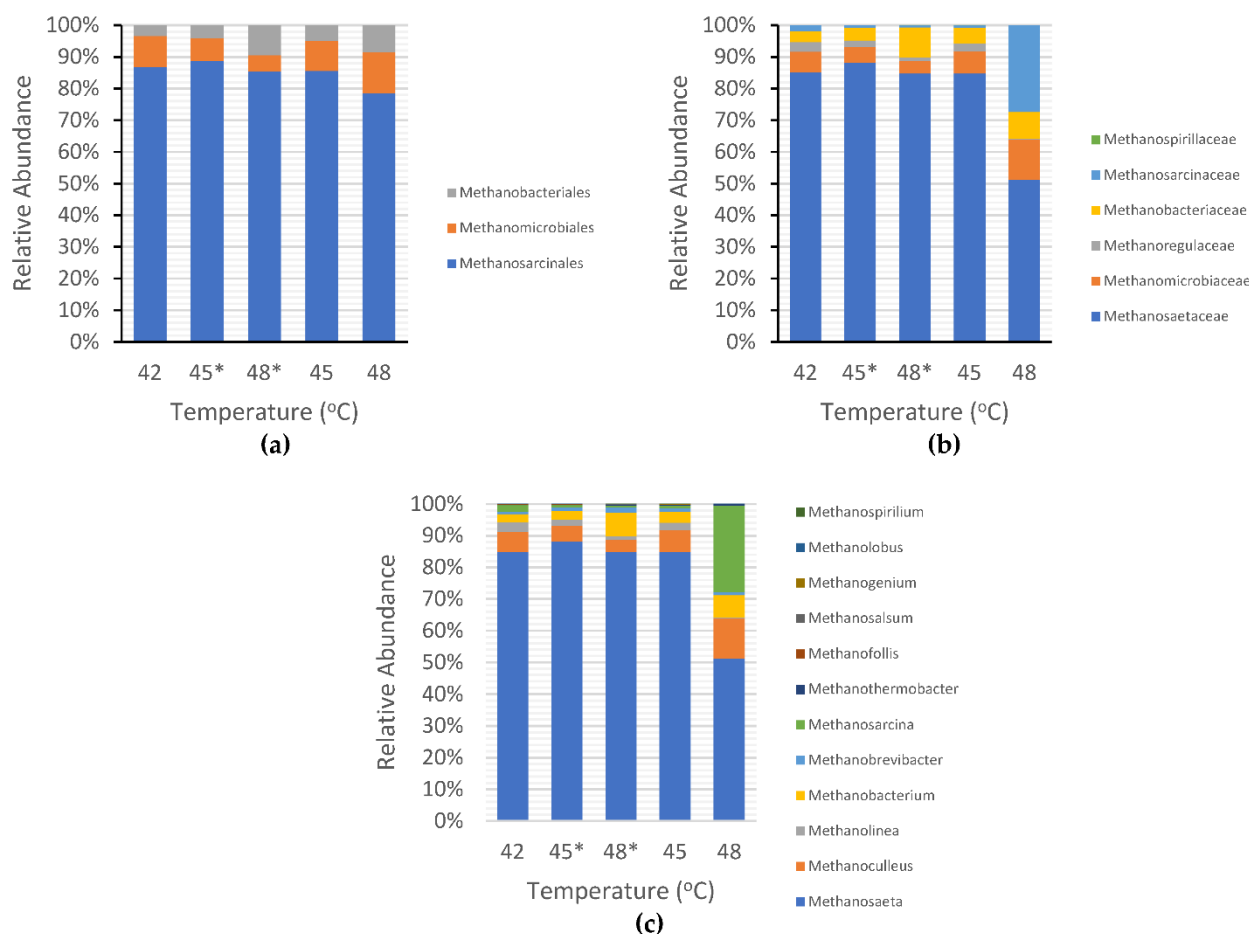 100%
90%
80%
70%
60%
50%
40%
30%
20%
10%
0%
Relative Abundance
42 45* 48* 45 48
Temperature (oC)
Methanobacteriales
Methanomicrobiales
Methanosarcinales
(a)
100%
90%
80%
70%
60%
50%
40%
30%
20%
10%
0%
Relative Abundance
42 45* 48* 45 48
Temperature (oC)
Methanospirillaceae
Methanosarcinaceae
Methanobacteriaceae
Methanoregulaceae
Methanomicrobiaceae
Methanosaetaceae
(b)
100%
90%
80%
70%
60%
50%
40%
30%
20%
10%
0%
Relative Abundance
42 45* 48* 45 48
Temperature (oC)
Methanospirilium
Methanolobus
Methanogenium
Methanosalsum
Methanofollis
Methanothermobacter
Methanosarcina
Methanobrevibacter
Methanobacterium
Methanolinea
Methanoculleus
Methanosaeta
(c)